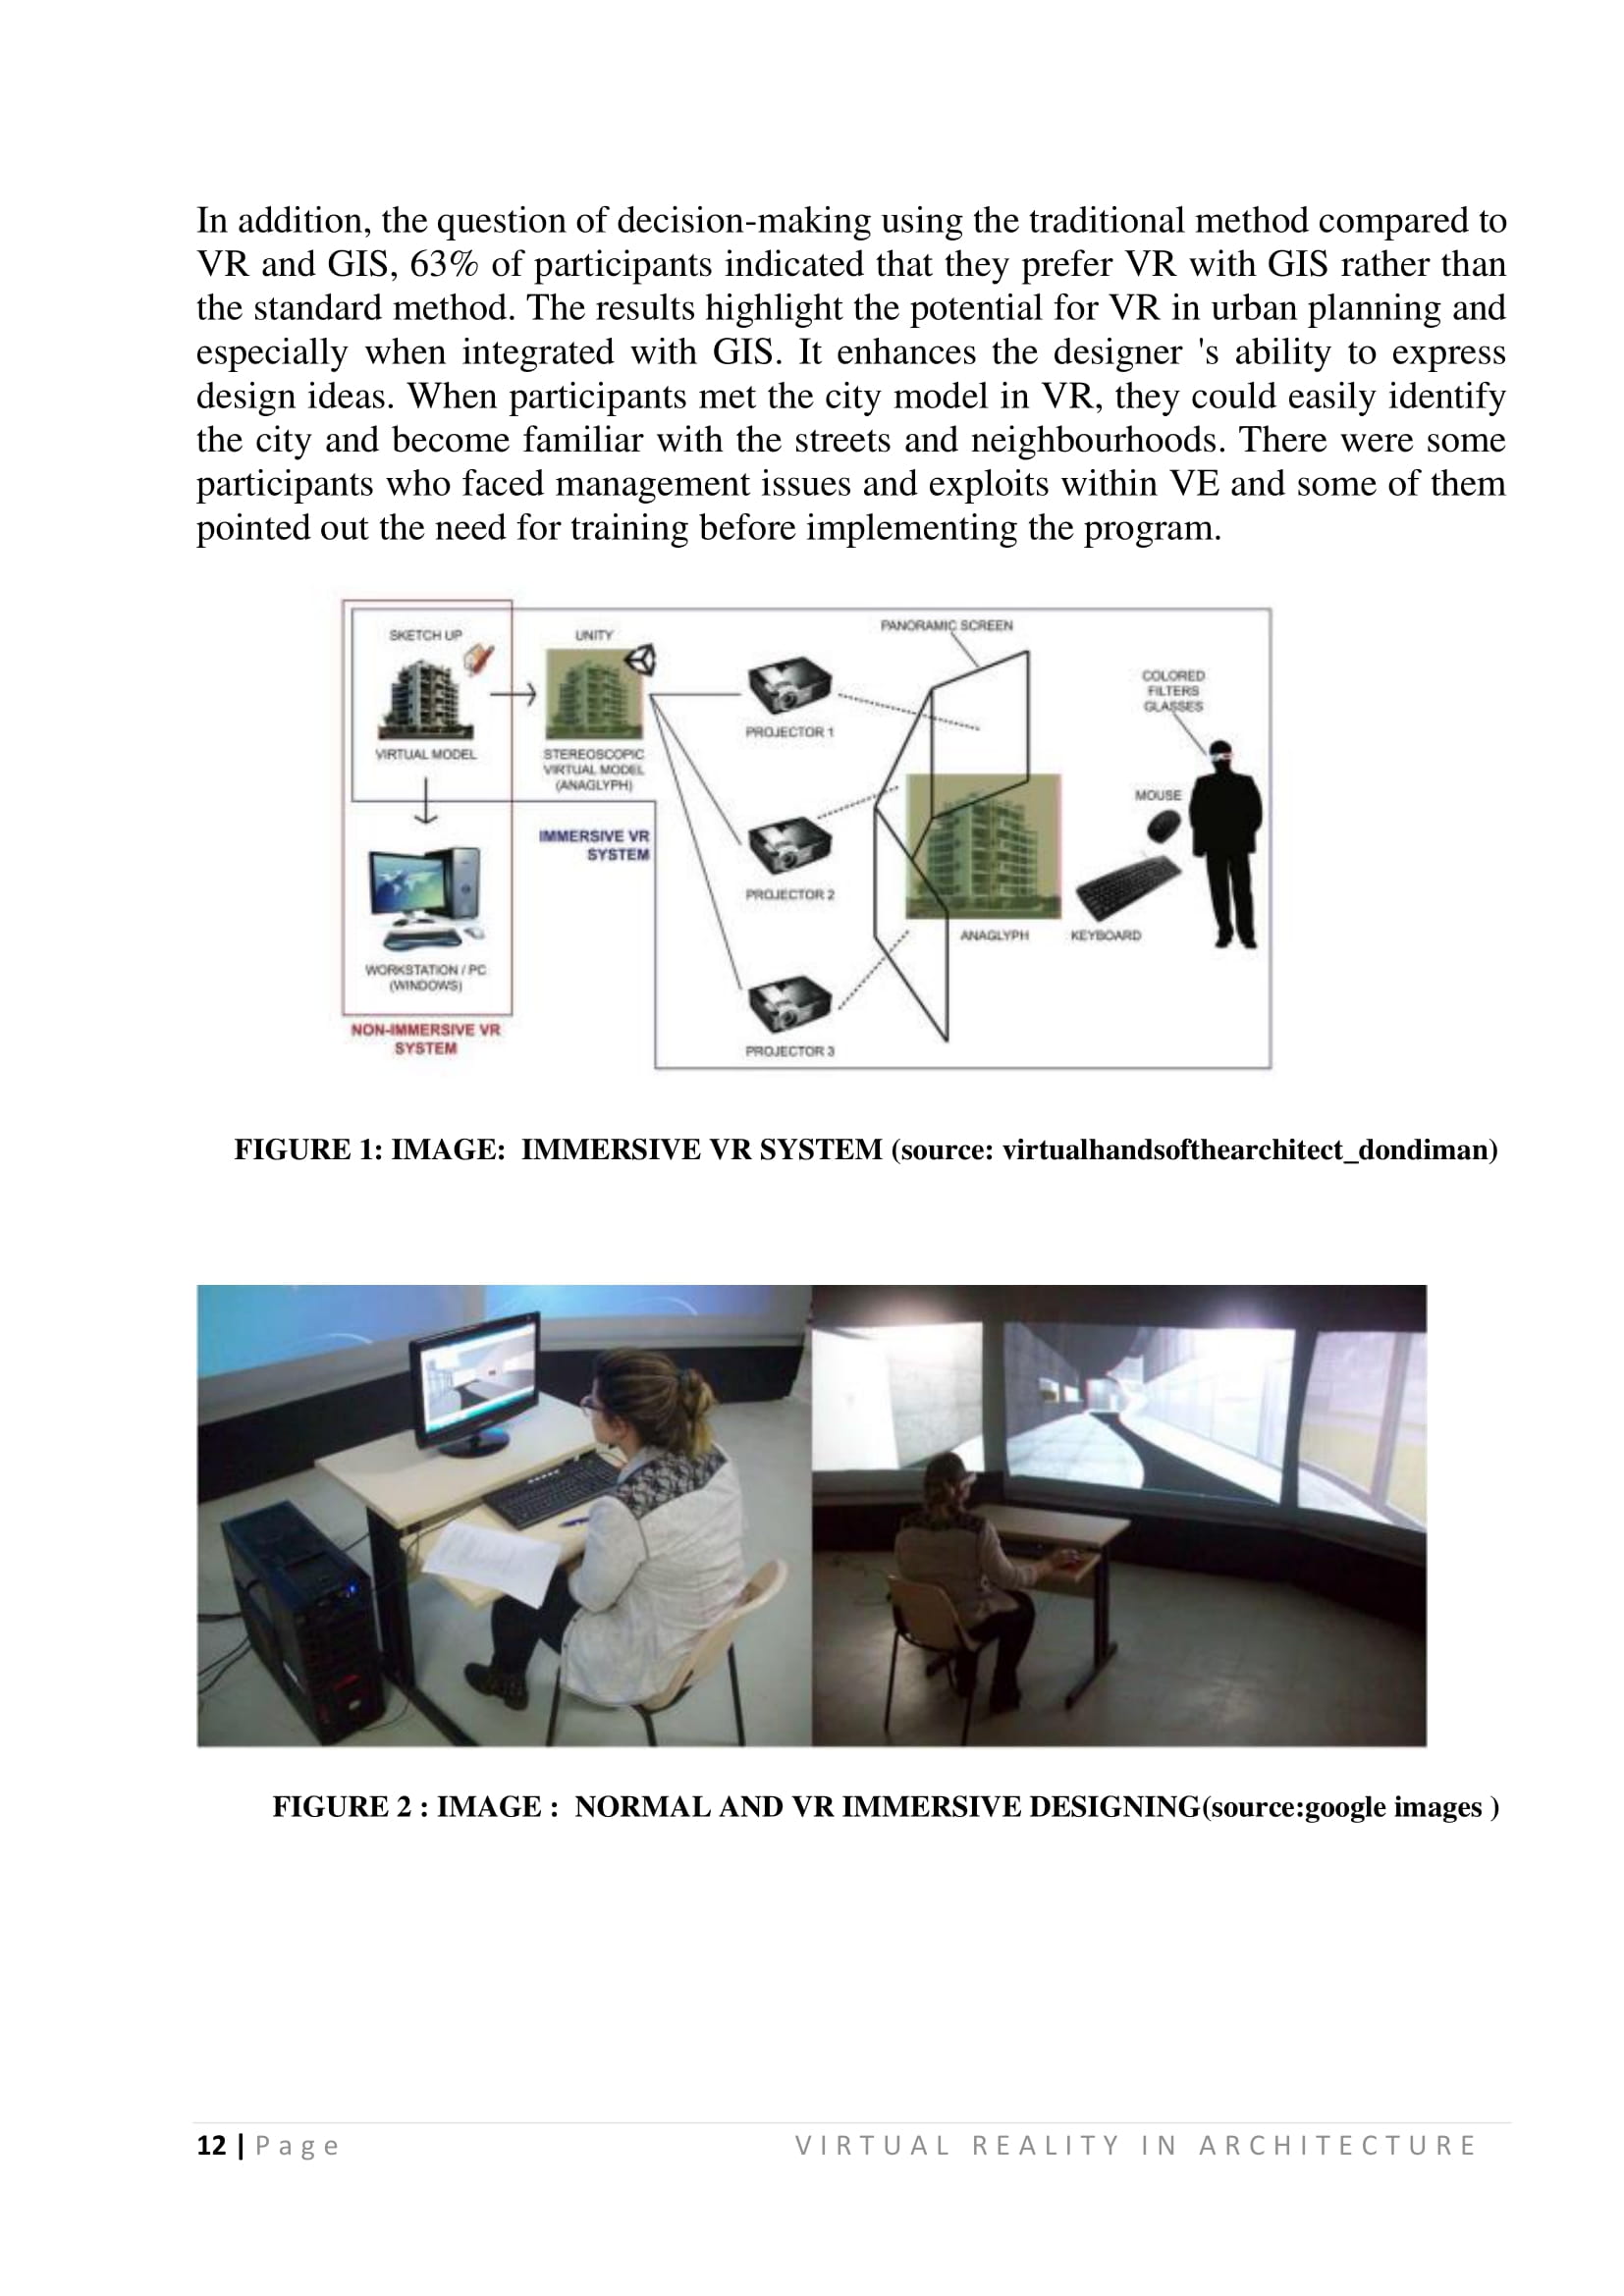 In addition, the question of decision-making using the traditional method compared to
VR and GIS, 63% of participants indicated that they prefer VR with GIS rather than
the standard method. The results highlight the potential for VR in urban planning and
especially when integrated with GIS. It enhances the designer 's ability to express
design ideas. When participants met the city model in VR, they could easily identify
the city and become familiar with the streets and neighbourhoods. There were some
participants who faced management issues and exploits within VE and some of them
pointed out the need for training before implementing the program.
SKETCH UP
VIRTUAL MODEL
WORKSTATION / PC
(WINDOWS)
NON-IMMERSIVE VR
SYSTEM
UNITY
STEREOSCOPIC
VIRTUAL MODEL
(ANAGLYPH)
IMMERSIVE VR
SYSTEM
PROJECTOR 1
PROJECTOR 2
PROJECTOR 3
PANORAMIC SCREEN
ANAGLYPH
COLORED
FILTERS
GLASSES
MOUSE
KEYBOARD
FIGURE 1: IMAGE:  IMMERSIVE VR SYSTEM (source: virtualhandsofthearchitect_dondiman)
FIGURE 2 : IMAGE :  NORMAL AND VR IMMERSIVE DESIGNING(source:google images )
12 | Page
VIRTUAL REALITY IN ARCHITECTURE